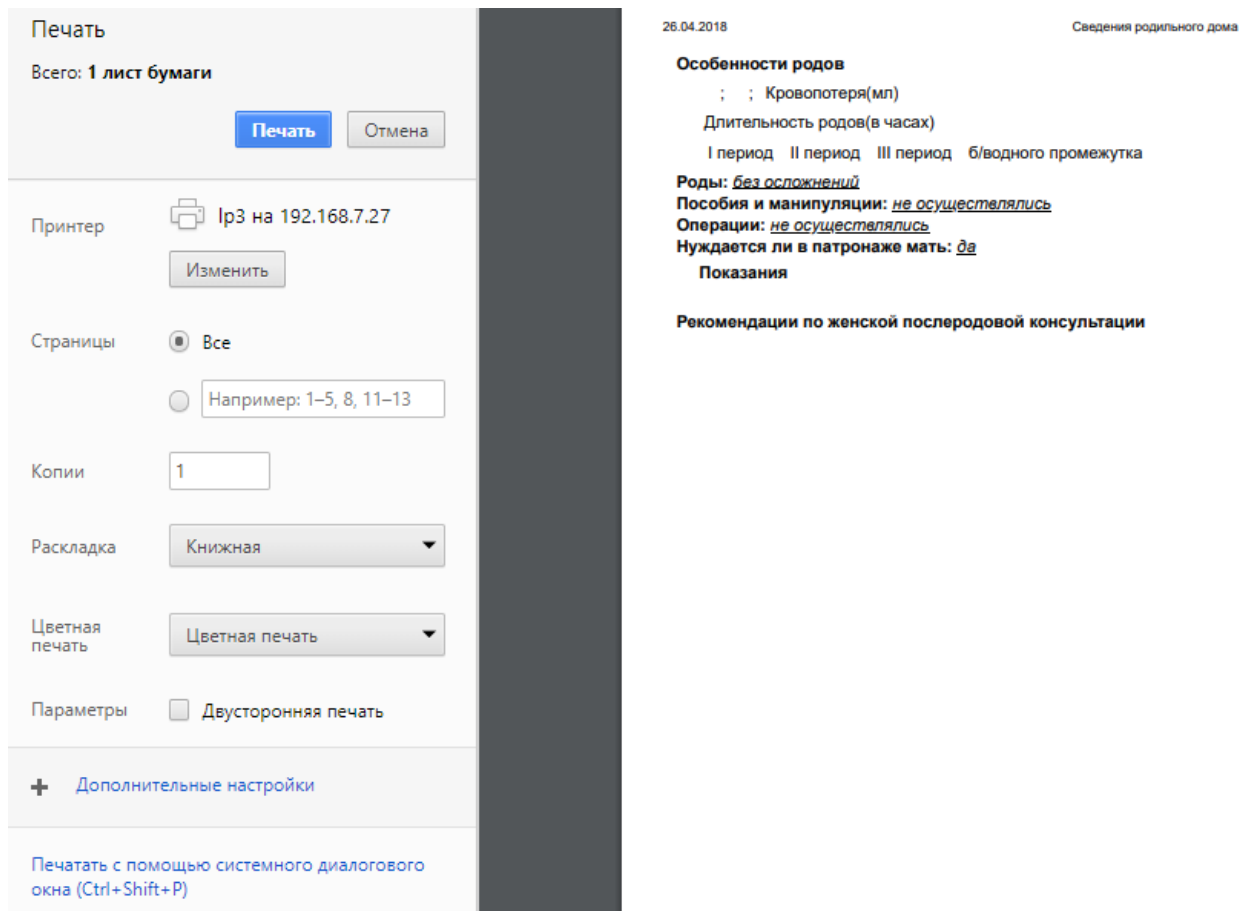 Печать
Всего: 1 лист бумаги
Печать
Отмена
Принтер
lp3 на 192.168.7.27
Изменить
Страницы
Все
Например: 1–5, 8, 11–13
Копии
1
Раскладка
Книжная
Цветная
печать
Цветная печать
Параметры
Двусторонняя печать
+ Дополнительные настройки
Печатать с помощью системного диалогового
окна (Ctrl+Shift+P)
26.04.2018
Сведения родильного дома
Особенности родов
; ; Кровопотеря(мл)
Длительность родов(в часах)
I период II период III период б/водного промежутка
Роды: без осложнений
Пособия и манипуляции: не осуществлялись
Операции: не осуществлялись
Нуждается ли в патронаже мать: да
Показания
Рекомендации по женской послеродовой консультации